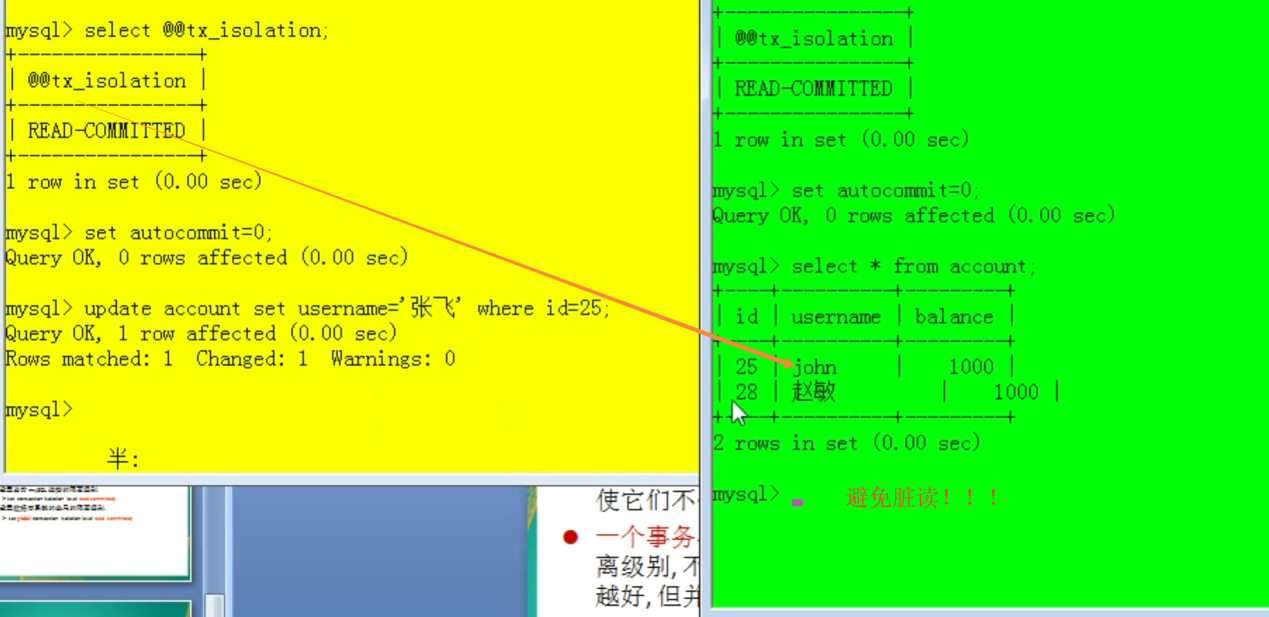 mysql> select @@tx_isolation;
+----------------+
| @@tx_isolation |
+----------------+
| READ-COMMITTED |
+----------------+
1 row in set (0.00 sec)
mysql> set autocommit=0;
Query OK, 0 rows affected (0.00 sec)
mysql> update account set username='张飞' where id=25;
Query OK, 1 row affected (0.00 sec)
Rows matched: 1  Changed: 1  Warnings: 0
mysql>
半:
+----------------+
| @@tx_isolation |
+----------------+
| READ-COMMITTED |
+----------------+
1 row in set (0.00 sec)
mysql> set autocommit=0;
Query OK, 0 rows affected (0.00 sec)
mysql> select * from account;
+----+----------+---------+
| id | username | balance |
+----+----------+---------+
| 25 | john     |    1000 |
| 28 | 赵敏         |    1000 |
+----+----------+---------+
2 rows in set (0.00 sec)
mysql>
避免脏读！！！
使它们不
一个事务
离级别,不
越好,但并